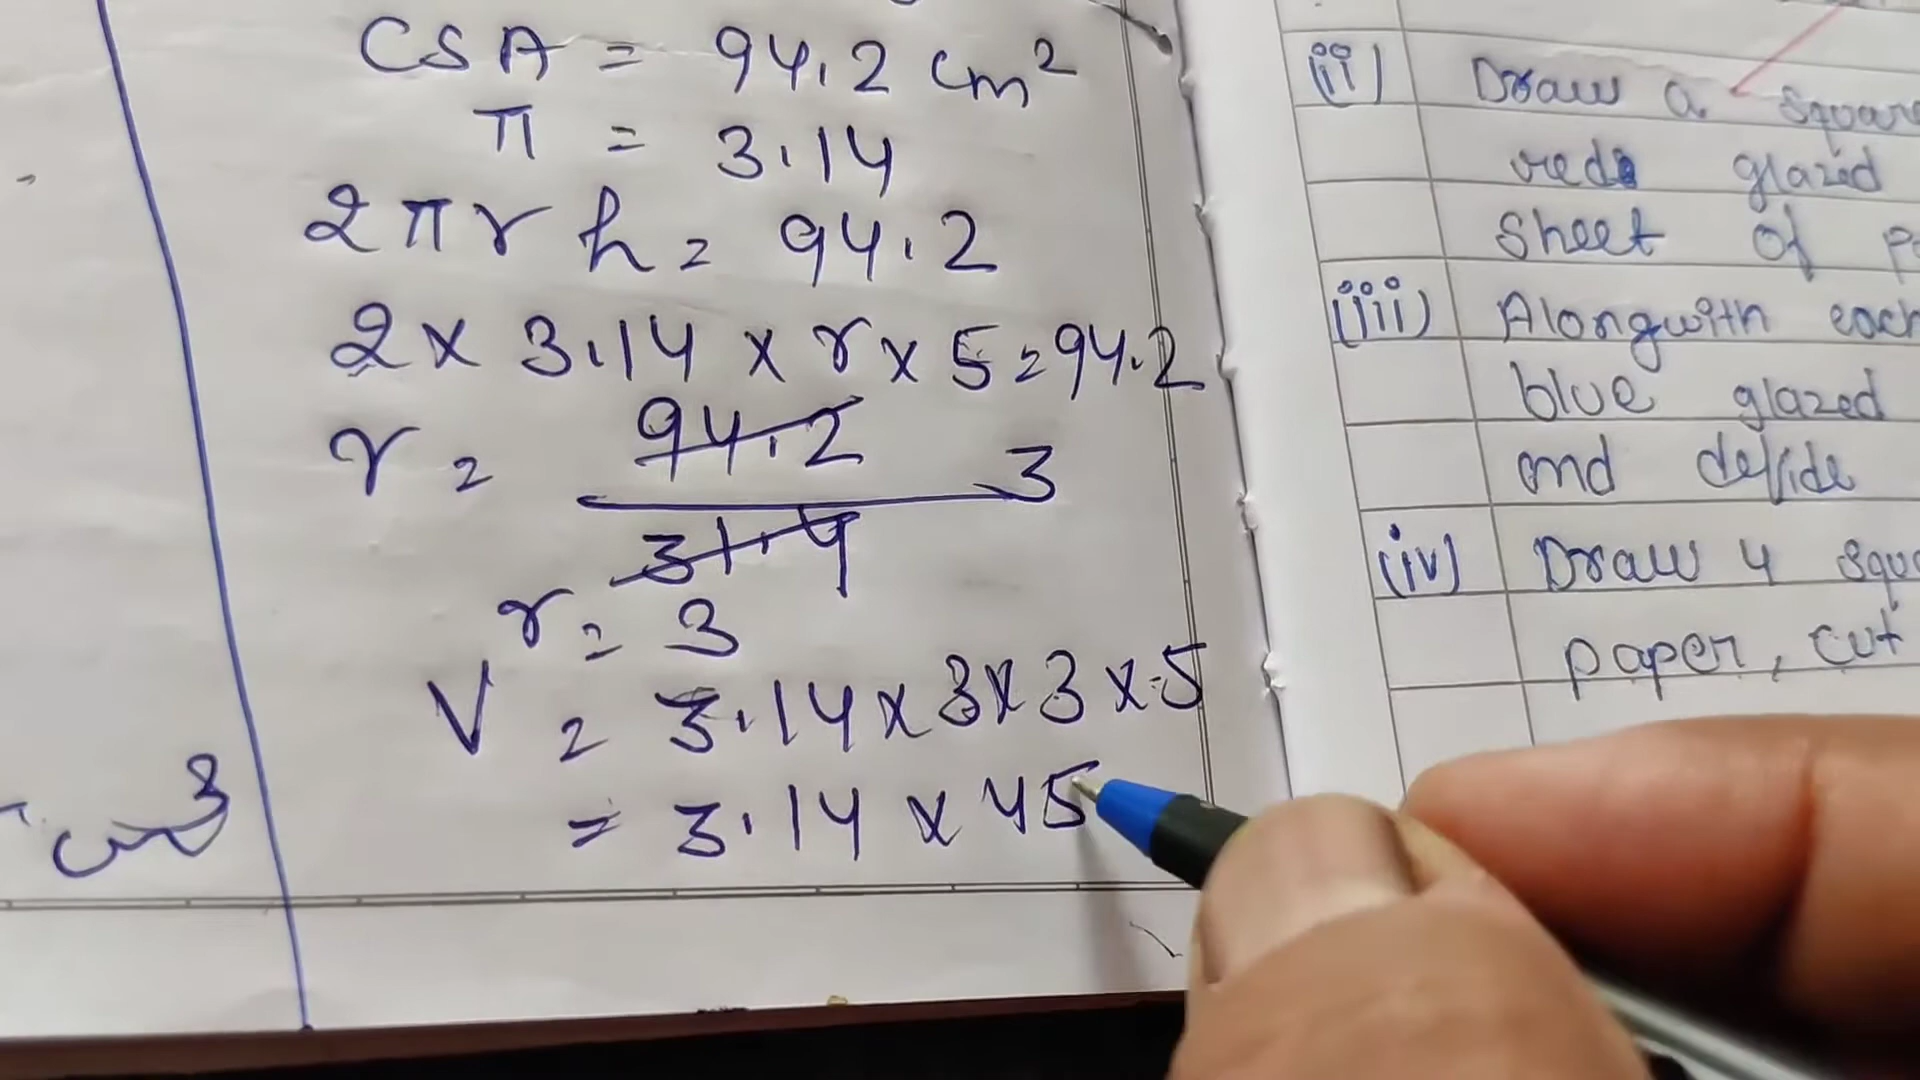 cm3
CSA = 94.2 cm2
π = 3.14
2πrh = 94.2
2 × 3.14 × r × 5 = 94.2
r = 94.2 3
31.4
r = 3
V = 3.14 × 3 × 3 × 5
= 3.14 × 45
(ii) Draw a square
red glazed
sheet of
(iii) Alongwith each
blue glazed
and
(iv) Draw 4
paper, cut